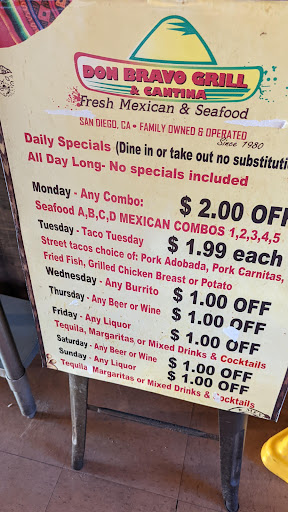 DON BRAVO GRILL
& CANTINA
Fresh Mexican & Seafood
SAN DIEGO, CA • FAMILY OWNED & OPERATED
Since 1980
Daily Specials (Dine in or take out no substitutio
All Day Long- No specials included
Monday - Any Combo: $ 2.00 OFF
Seafood A,B,C,D MEXICAN COMBOS 1,2,3,4,5
Tuesday - Taco Tuesday $ 1.99 each
Street tacos choice of: Pork Adobada, Pork Carnitas,
Fried Fish, Grilled Chicken Breast or Potato
Wednesday - Any Burrito $ 1.00 OFF
Thursday - Any Beer or Wine $ 1.00 OFF
Friday - Any Liquor $ 1.00 OFF
Tequila, Margaritas or Mixed Drinks & Cocktails
Saturday - Any Beer or Wine $ 1.00 OFF
Sunday - Any Liquor $ 1.00 OFF
Tequila Margaritas or Mixed Drinks & Cocktails